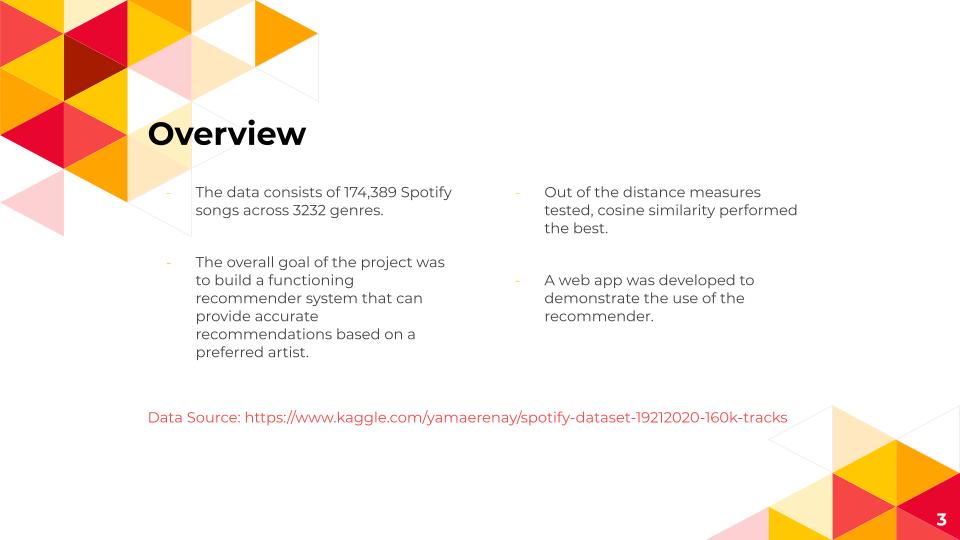 Overview
- The data consists of 174,389 Spotify
songs across 3232 genres.
- The overall goal of the project was
to build a functioning
recommender system that can
provide accurate
recommendations based on a
preferred artist.
- Out of the distance measures
tested, cosine similarity performed
the best.
- A web app was developed to
demonstrate the use of the
recommender.
Data Source: https://www.kaggle.com/yamaerenay/spotify-dataset-19212020-160k-tracks
3